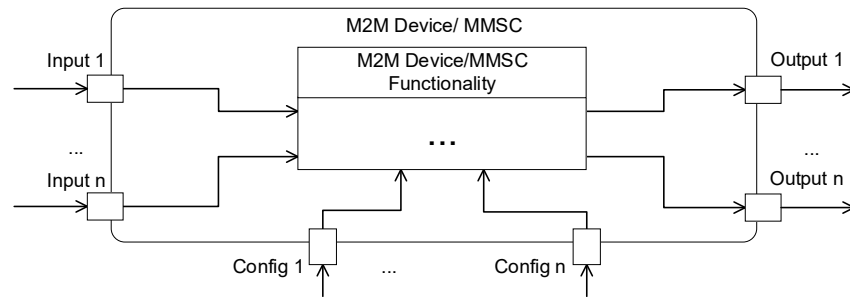 M2M Device/ MMSC
Input 1
M2M Device/MMSC
Functionality
Output 1
...
...
...
Input n
Output n
Config 1
...
Config n